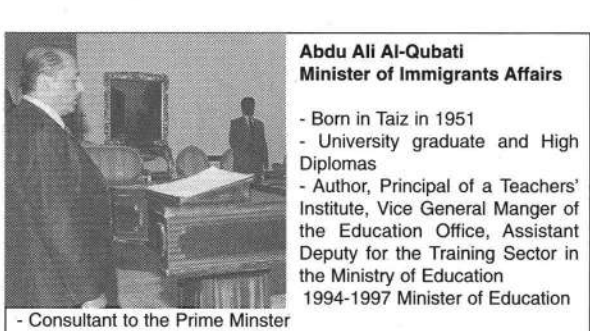 Abdu Ali Al-Qubati
Minister of Immigrants Affairs
- Born in Taiz in 1951
- University graduate and High
Diplomas
- Author, Principal of a Teachers'
Institute, Vice General Manger of
the Education Office, Assistant
Deputy for the Training Sector in
the Ministry of Education
1994-1997 Minister of Education
- Consultant to the Prime Minster